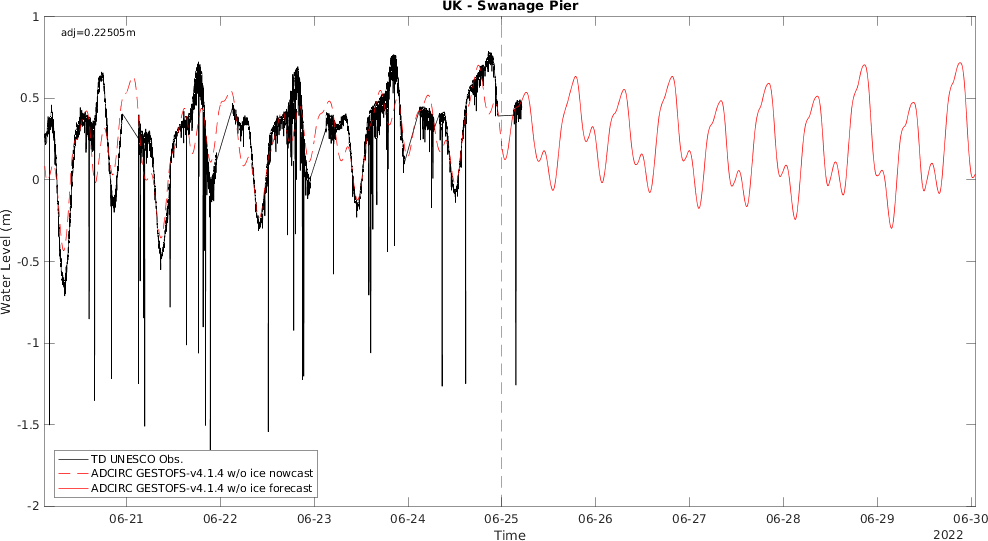 UK - Swanage Pier
adj=0.22505m
1
0.5
0
-0.5
-1
-1.5
-2
Water Level (m)
TD UNESCO Obs.
ADCIRC GESTOFS-v4.1.4 w/o ice nowcast
ADCIRC GESTOFS-v4.1.4 w/o ice forecast
06-21 06-22 06-23 06-24 06-25 06-26 06-27 06-28 06-29 06-30
Time
2022